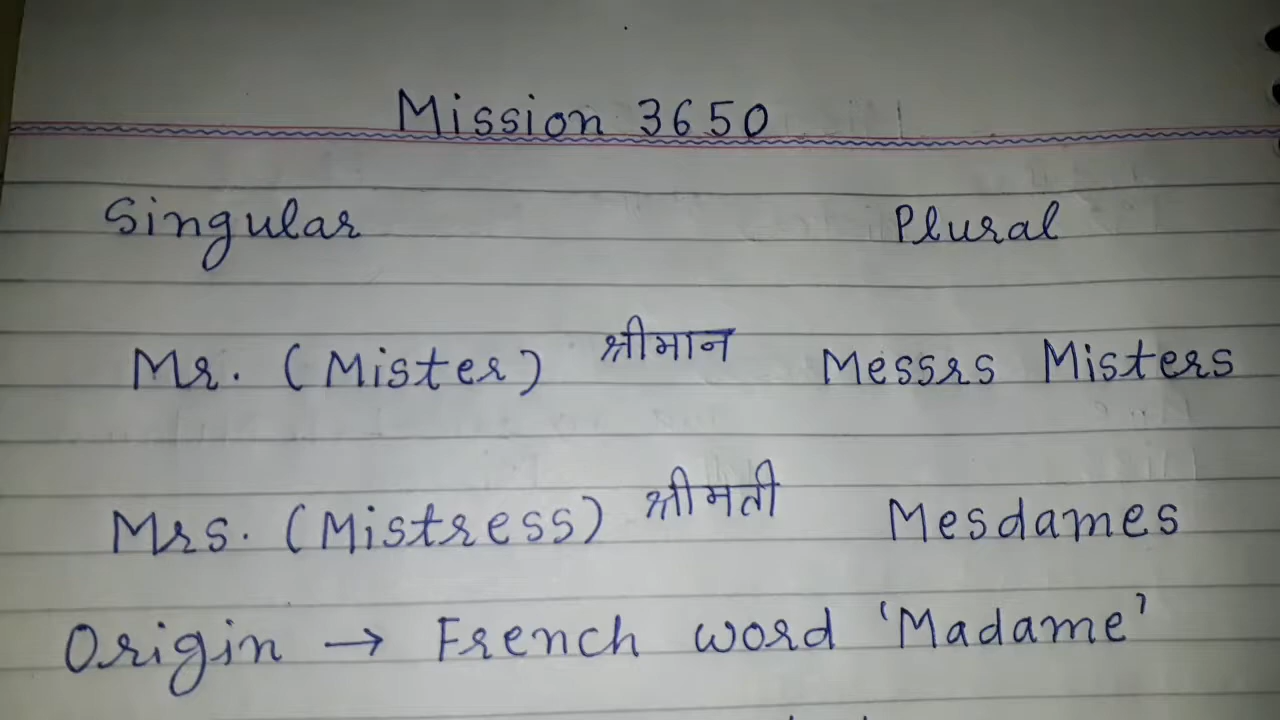 Mission 3650
Singular Plural
Mr. (Mister) श्रीमान Messrs Misters
Mrs. (Mistress) श्रीमती Mesdames
Origin → French word 'Madame'